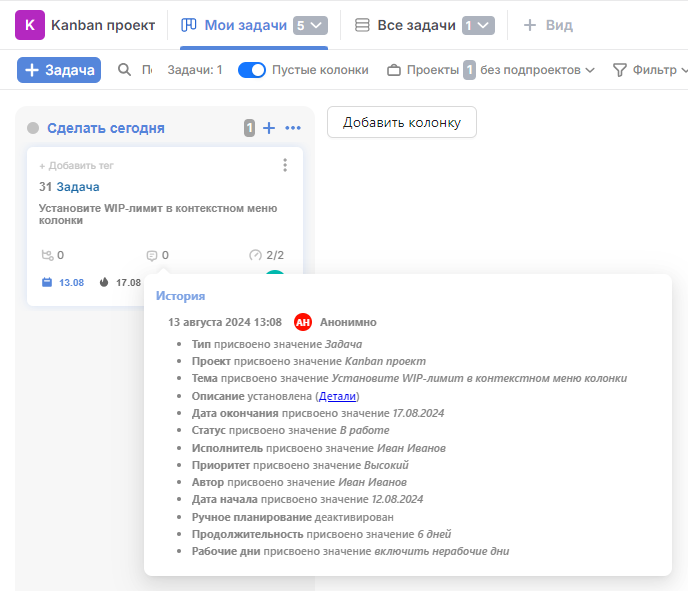 K Kanban проект Мои задачи 5 Все задачи 1 + Вид
+ Задача Задачи: 1 Пустые колонки Проекты 1 без подпроектов Фильтр
Сделать сегодня 1 + Добавить колонку
+ Добавить тег
31 Задача
Установите WIP-лимит в контекстном меню
колонки
0 0 2/2
13.08 17.08
История
13 августа 2024 13:08 АН Анонимно
• Тип присвоено значение Задача
• Проект присвоено значение Kanban проект
• Тема присвоено значение Установите WIP-лимит в контекстном меню колонки
• Описание установлена (Детали)
• Дата окончания присвоено значение 17.08.2024
• Статус присвоено значение В работе
• Исполнитель присвоено значение Иван Иванов
• Приоритет присвоено значение Высокий
• Автор присвоено значение Иван Иванов
• Дата начала присвоено значение 12.08.2024
• Ручное планирование деактивирован
• Продолжительность присвоено значение 6 дней
• Рабочие дни присвоено значение включить нерабочие дни